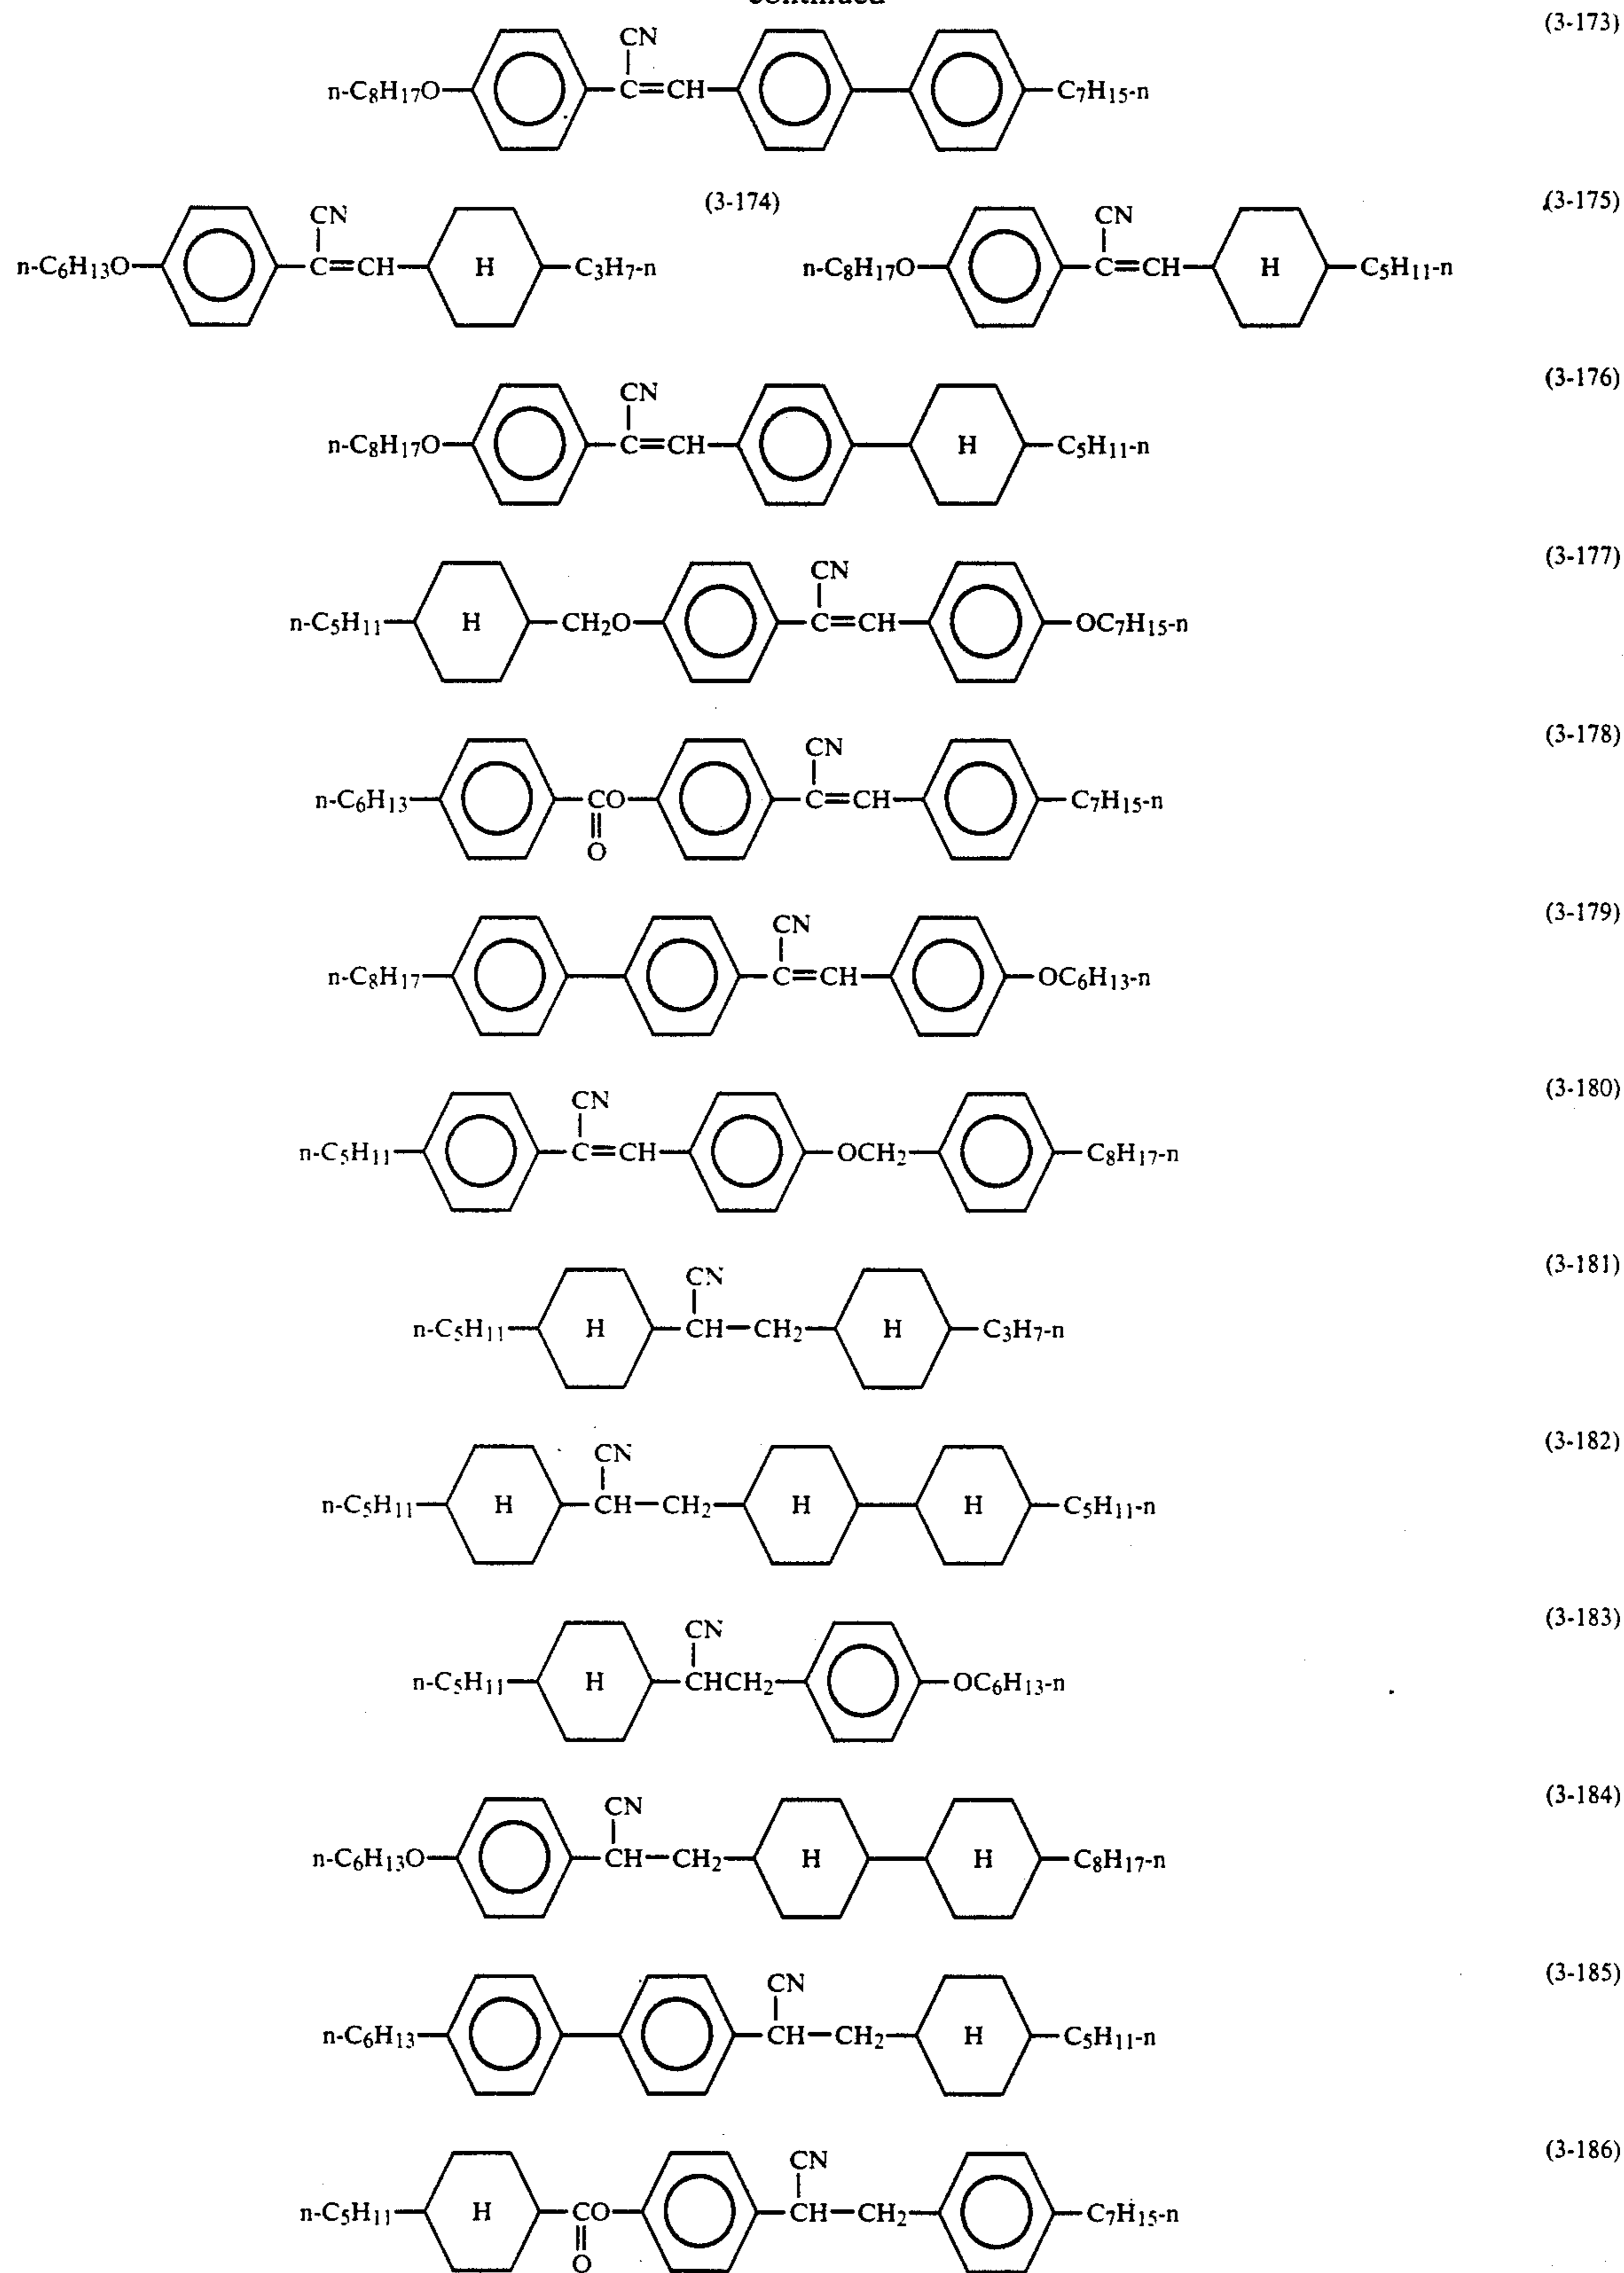 -continued
(3-173)
CN
n-C8H17O C=CH C7H15-n
(3-174) (3-175)
CN CN
n-C6H13O C=CH H C3H7-n n-C8H17O C=CH H C5H11-n
(3-176)
CN
n-C8H17O C=CH H C5H11-n
(3-177)
CN
n-C5H11 H CH2O C=CH OC7H15-n
(3-178)
CN
n-C6H13 CO C=CH C7H15-n
O
(3-179)
CN
n-C8H17 C=CH OC6H13-n
(3-180)
CN
n-C5H11 C=CH OCH2 C8H17-n
(3-181)
CN
n-C5H11 H CH-CH2 H C3H7-n
(3-182)
CN
n-C5H11 H CH-CH2 H H C5H11-n
(3-183)
CN
n-C5H11 H CHCH2 OC6H13-n
(3-184)
CN
n-C6H13O CH-CH2 H H C8H17-n
(3-185)
CN
n-C6H13 CH-CH2 H C5H11-n
(3-186)
CN
n-C5H11 H CO CH-CH2 C7H15-n
O